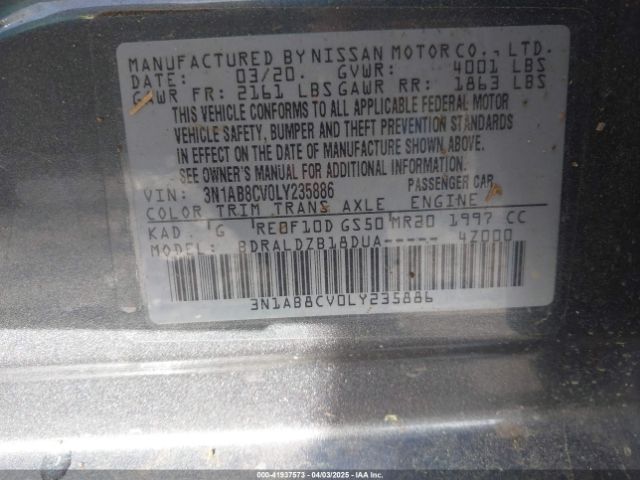 MANUFACTURED BY NISSAN MOTOR CO., LTD.
DATE: 03/20. GVWR: 4001 LBS
GAWR FR: 2161 LBS GAWR RR: 1863 LBS
THIS VEHICLE CONFORMS TO ALL APPLICABLE FEDERAL MOTOR
VEHICLE SAFETY, BUMPER AND THEFT PREVENTION STANDARDS
IN EFFECT ON THE DATE OF MANUFACTURE SHOWN ABOVE.
SEE OWNER'S MANUAL FOR ADDITIONAL INFORMATION.
VIN: 3N1AB8CV0LY235886 PASSENGER CAR
COLOR TRIM TRANS AXLE ENGINE
KAD G RE0F10D GS50 MR20 1997 CC
MODEL: BDRALDZB18DUA----- 4Z000
3N1AB8CV0LY235886
000-41937573 - 04/03/2025 - IAAI.COM